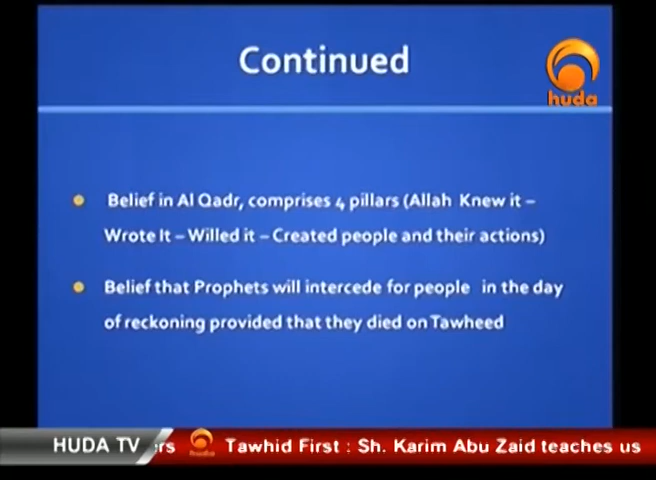 Continued
huda
Belief in Al Qadr, comprises 4 pillars (Allah Knew it –
Wrote It – Willed it – Created people and their actions)
Belief that Prophets will intercede for people in the day
of reckoning provided that they died on Tawheed
HUDA TV rs huda Tawhid First : Sh. Karim Abu Zaid teaches us